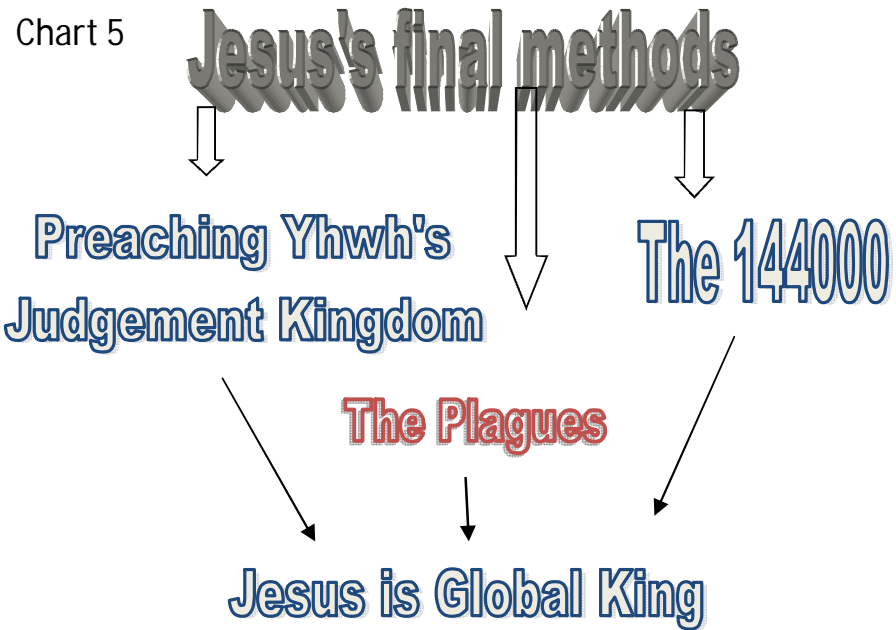 Chart 5
Jesus's final methods
Preaching Yhwh's
Judgement Kingdom
The 144000
The Plagues
Jesus is Global King